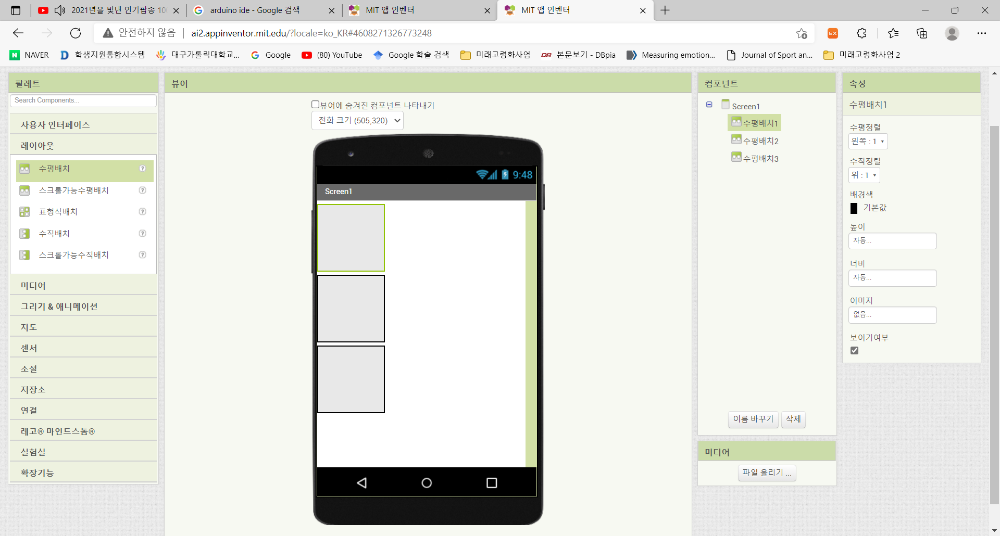 2021년을 빛낸 인기팝송 10
arduino ide - Google 검색
MIT 앱 인벤터
MIT 앱 인벤터
안전하지 않음
ai2.appinventor.mit.edu/?locale=ko_KR#4608271326773248
EX
NAVER
학생지원통합시스템
대구가톨릭대학교...
Google
(80) YouTube
Google 학술 검색
미래고령화사업
DB
본문보기 - DBpia
Measuring emotion...
Journal of Sport an...
미래고령화사업 2
팔레트
Search Components...
사용자 인터페이스
레이아웃
수평배치
스크롤가능수평배치
표형식배치
수직배치
스크롤가능수직배치
미디어
그리기 & 애니메이션
지도
센서
소셜
저장소
연결
레고® 마인드스톰®
실험실
확장기능
뷰어
뷰어에 숨겨진 컴포넌트 나타내기
전화 크기 (505,320)
9:48
Screen1
컴포넌트
Screen1
수평배치1
수평배치2
수평배치3
이름 바꾸기
삭제
미디어
파일 올리기 ...
속성
수평배치1
수평정렬
왼쪽 : 1
수직정렬
위 : 1
배경색
기본값
높이
자동...
너비
자동...
이미지
없음...
보이기여부